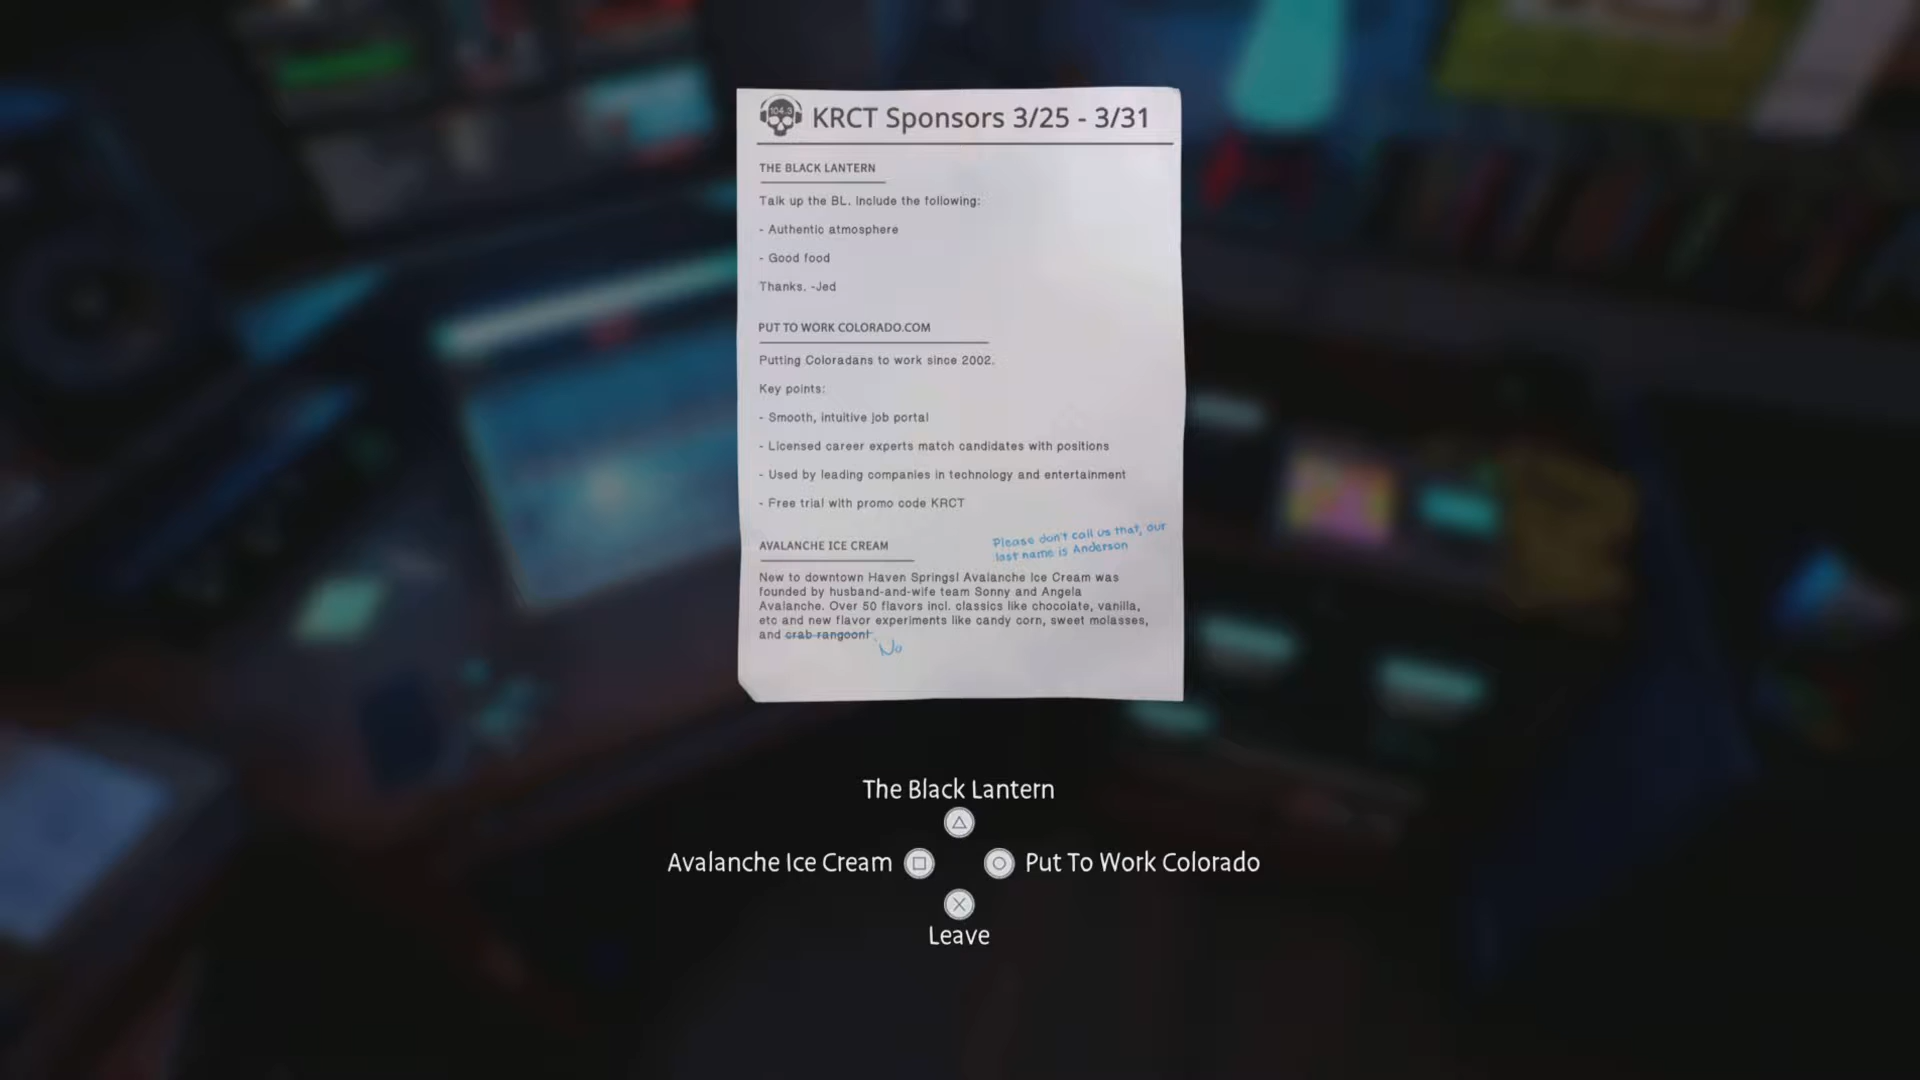 104.3
KRCT Sponsors 3/25 - 3/31
THE BLACK LANTERN
Talk up the BL. Include the following:
- Authentic atmosphere
- Good food
Thanks. -Jed
PUT TO WORK COLORADO.COM
Putting Coloradans to work since 2002.
Key points:
- Smooth, intuitive job portal
- Licensed career experts match candidates with positions
- Used by leading companies in technology and entertainment
- Free trial with promo code KRCT
Please don't call us that, our
last name is Anderson
AVALANCHE ICE CREAM
New to downtown Haven Springs! Avalanche Ice Cream was
founded by husband-and-wife team Sonny and Angela
Avalanche. Over 50 flavors incl. classics like chocolate, vanilla,
etc and new flavor experiments like candy corn, sweet molasses,
and crab rangoon!
No
The Black Lantern
Avalanche Ice Cream
Put To Work Colorado
Leave